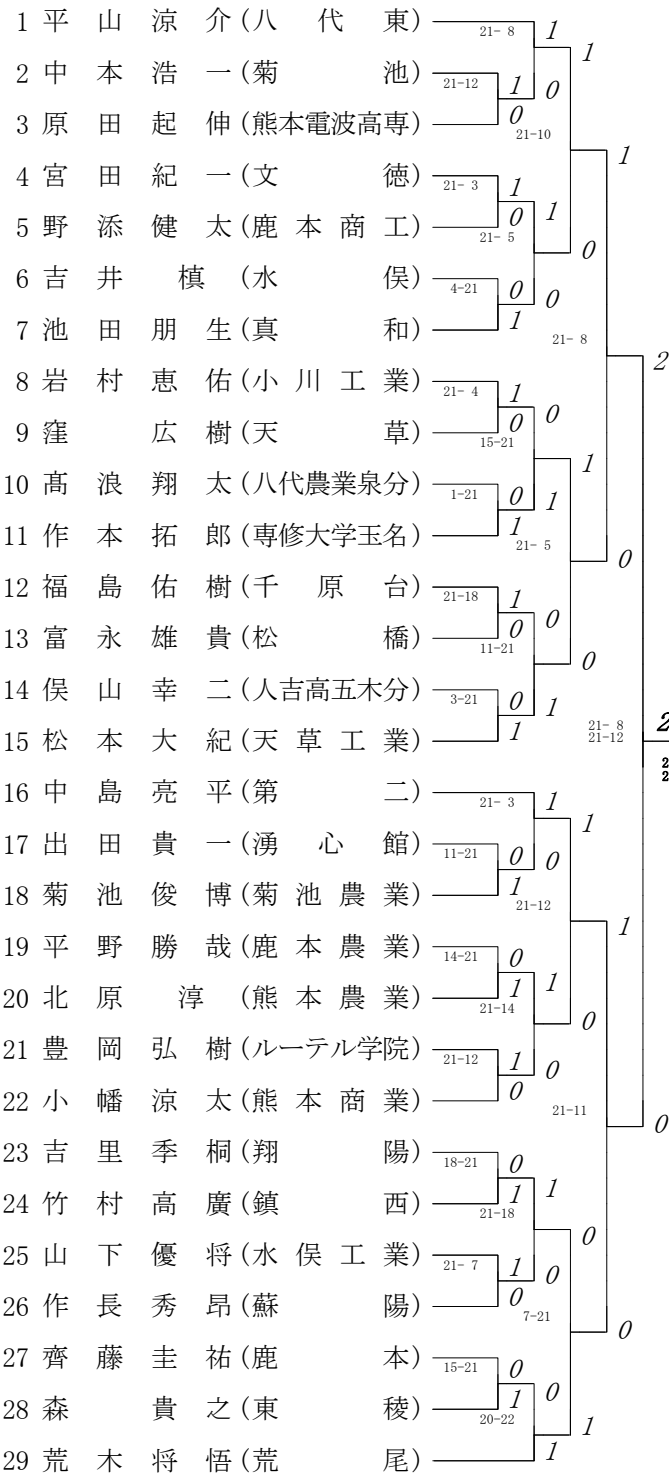 1 平山涼介(八代東)
21- 8 1
1
2 中本浩一(菊池)
21-12 1 0
3 原田起伸(熊本電波高専)
0 21-10
1
4 宮田紀一(文徳)
21- 3 1
1
5 野添健太(鹿本商工)
0 21- 5
0
6 吉井槙(水俣)
4-21 0 0
7 池田朋生(真和)
1 21- 8
2
8 岩村恵佑(小川工業)
21- 4 1 0
9 窪広樹(天草)
0 15-21
1
10 髙浪翔太(八代農業泉分)
1-21 0 1
11 作本拓郎(専修大学玉名)
1 21- 5
0
12 福島佑樹(千原台)
21-18 1 0
13 富永雄貴(松橋)
0 11-21
0
14 俣山幸二(人吉高五木分)
3-21 0 1
15 松本大紀(天草工業)
1 21- 8
21-12 2
2
2
16 中島亮平(第二)
21- 3 1
1
17 出田貴一(湧心館)
11-21 0 0
18 菊池俊博(菊池農業)
1 21-12
1
19 平野勝哉(鹿本農業)
14-21 0
1
20 北原淳(熊本農業)
1 21-14
0
21 豊岡弘樹(ルーテル学院)
21-12 1 0
22 小幡涼太(熊本商業)
0 21-11
0
23 吉里季桐(翔陽)
18-21 0
1
24 竹村高廣(鎮西)
1 21-18
0
25 山下優将(水俣工業)
21- 7 1 0
26 作長秀昂(蘇陽)
0 7-21
0
27 齊藤圭祐(鹿本)
15-21 0
0
28 森貴之(東稜)
1 20-22
1
29 荒木将悟(荒尾)
1